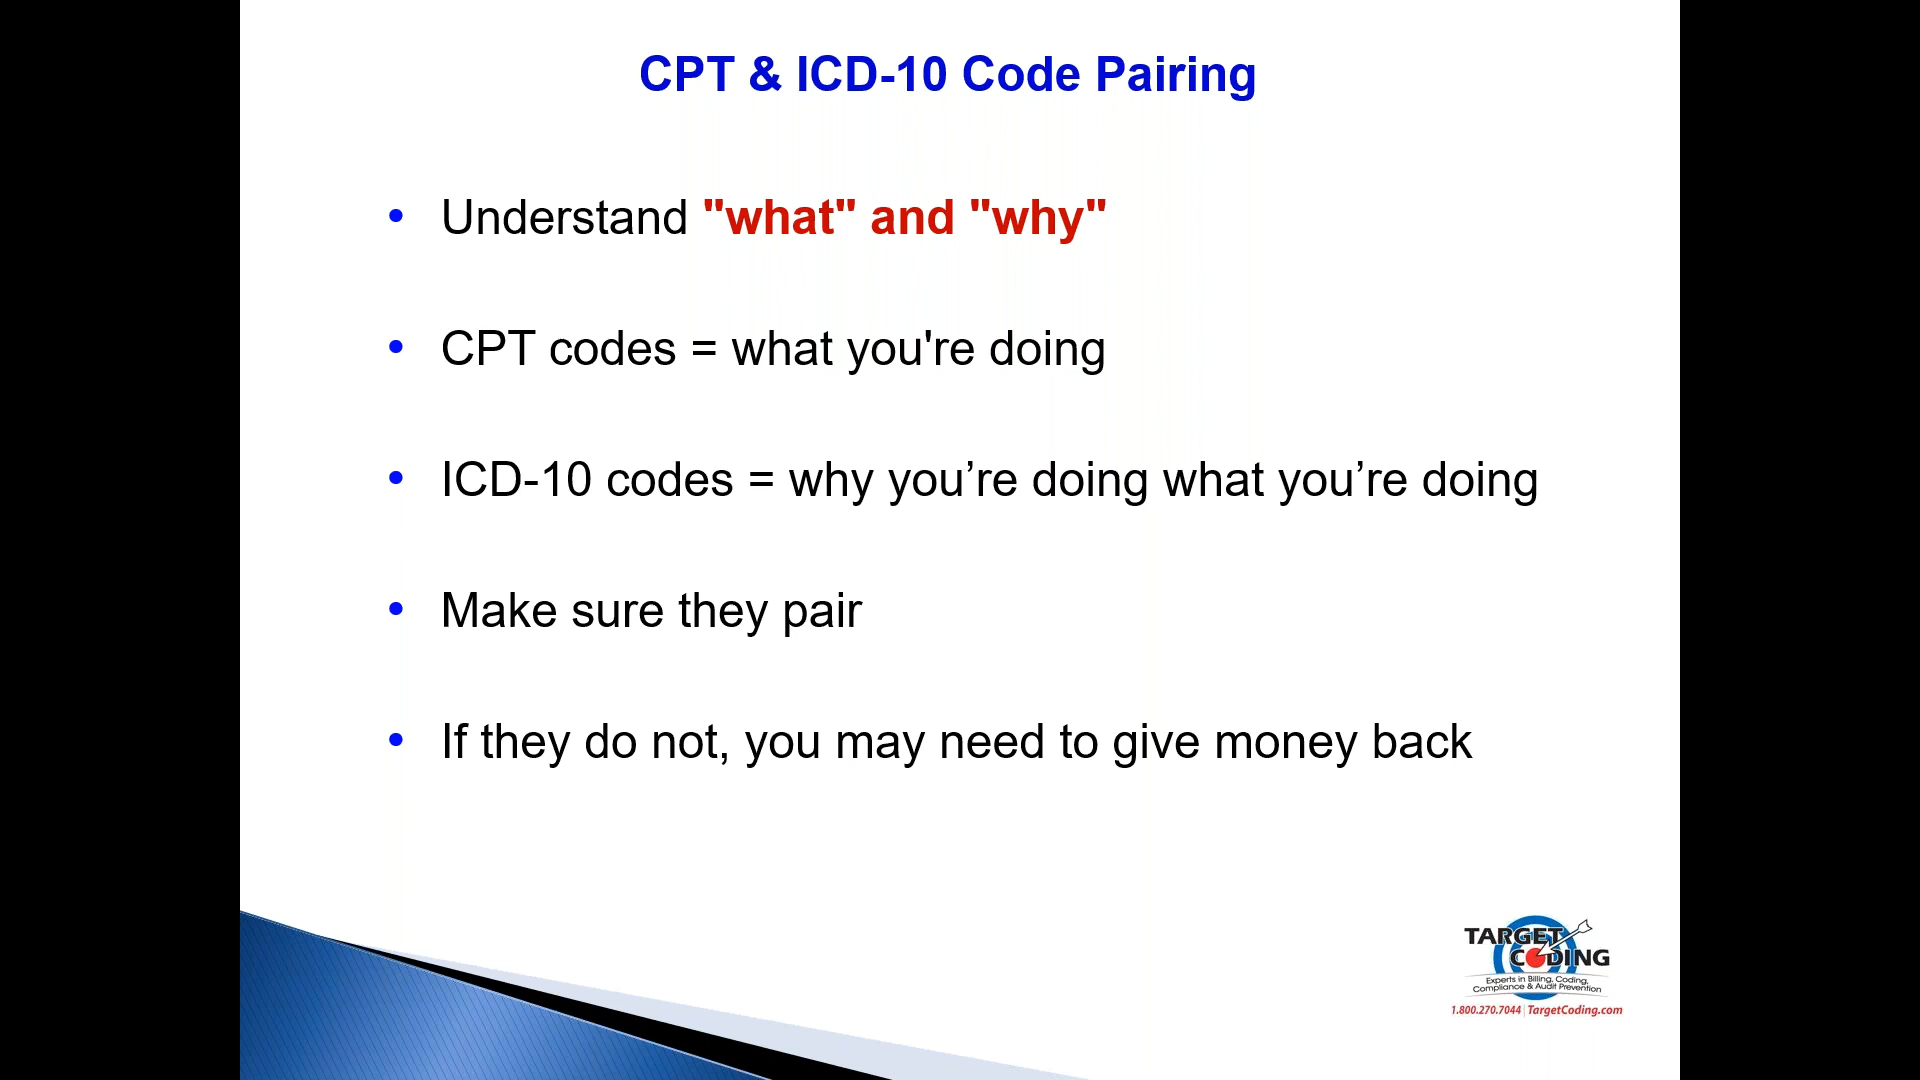 CPT & ICD-10 Code Pairing
• Understand "what" and "why"
• CPT codes = what you're doing
• ICD-10 codes = why you’re doing what you’re doing
• Make sure they pair
• If they do not, you may need to give money back
TARGET
CODING
Experts in Billing, Coding,
Compliance & Audit Prevention
1.800.270.7044 | TargetCoding.com